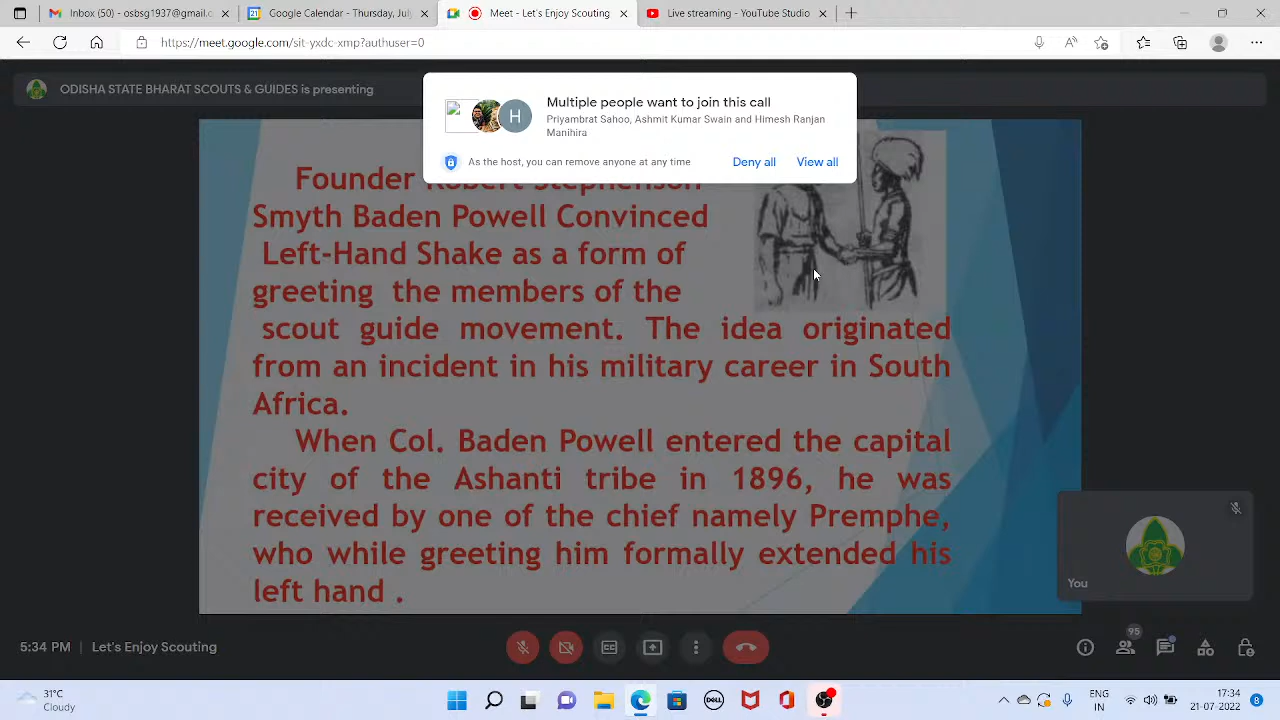 Inbox (50) - osbsg1937@gmail.c
Google Calendar - Thursday, July
Meet - Let's Enjoy Scouting
Live streaming - YouTube Studio
https://meet.google.com/sit-yxdc-xmp?authuser=0
ODISHA STATE BHARAT SCOUTS & GUIDES is presenting
Multiple people want to join this call
Priyambrat Sahoo, Ashmit Kumar Swain and Himesh Ranjan
Manihira
H
As the host, you can remove anyone at any time
Deny all
View all
Founder Robert Stephenson
Smyth Baden Powell Convinced
Left-Hand Shake as a form of
greeting the members of the
scout guide movement. The idea originated
from an incident in his military career in South
Africa.
When Col. Baden Powell entered the capital
city of the Ashanti tribe in 1896, he was
received by one of the chief namely Premphe,
who while greeting him formally extended his
left hand .
You
5:34 PM | Let's Enjoy Scouting
95
31°C
Cloudy
DELL
ENG
IN
17:34
21-07-2022
8